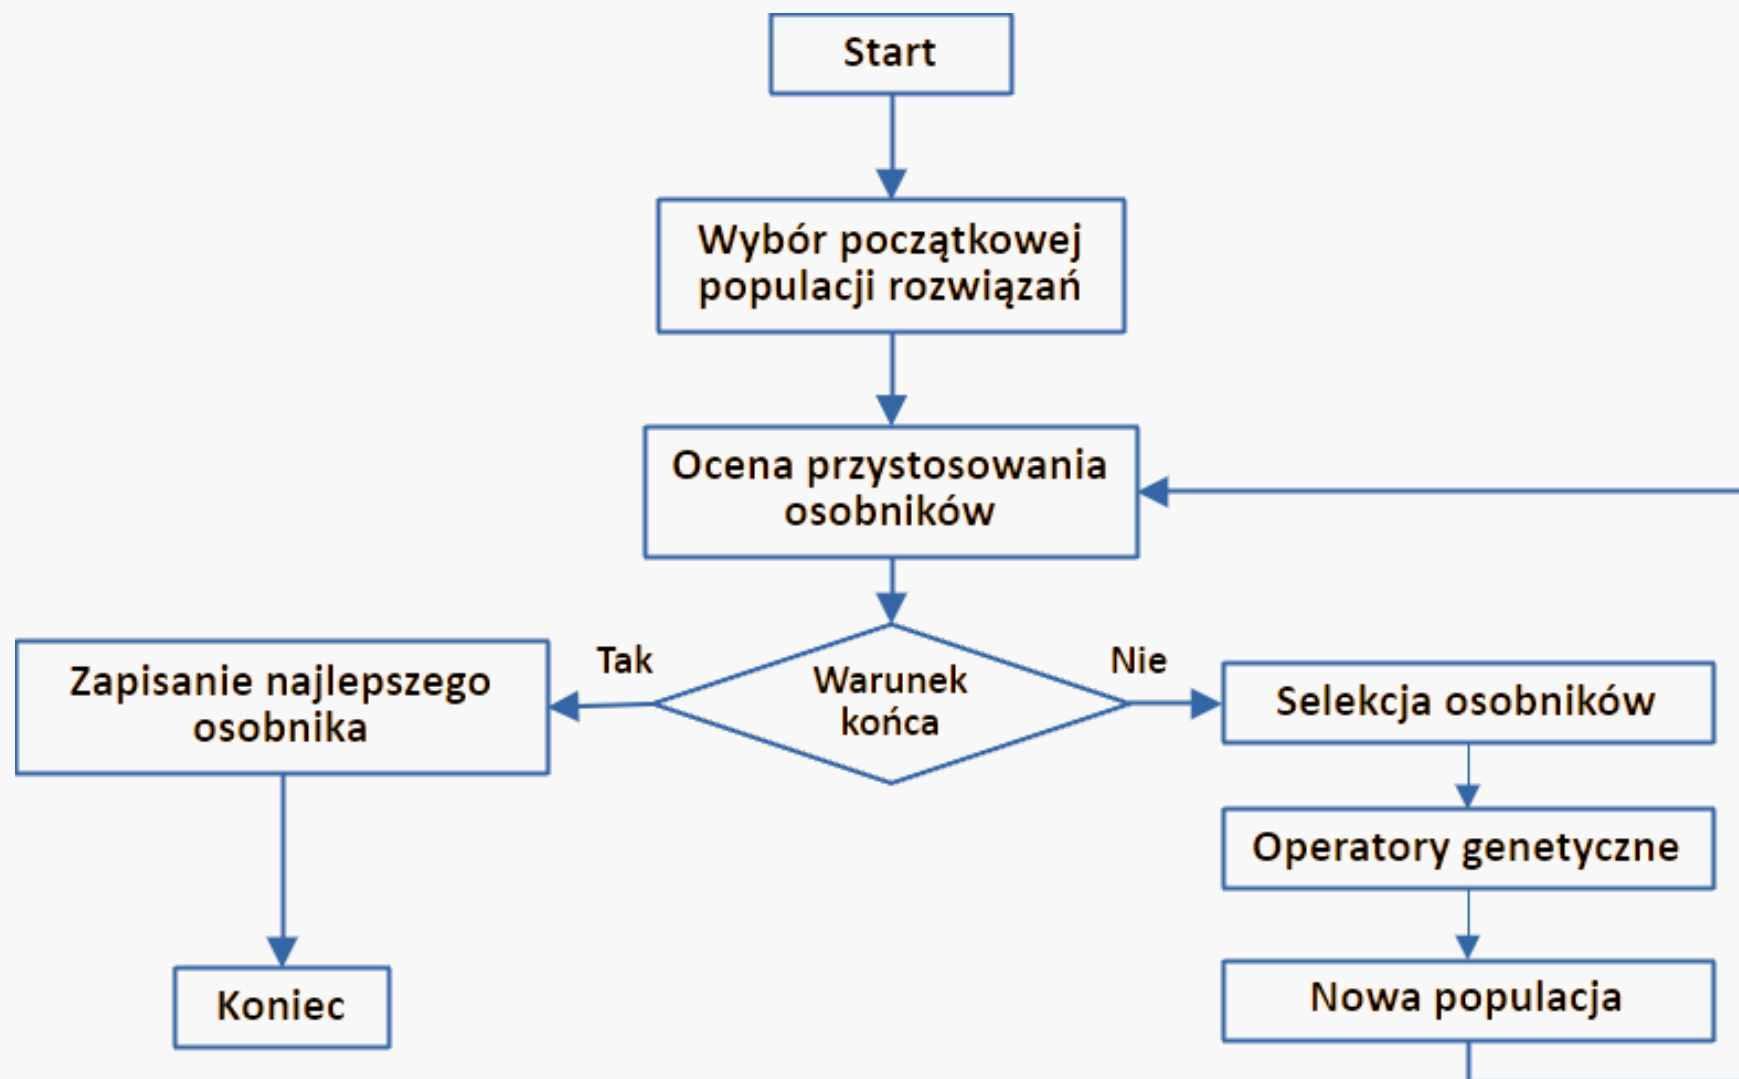 Start
Wybór początkowej
populacji rozwiązań
Ocena przystosowania
osobników
Warunek
końca
Tak
Nie
Zapisanie najlepszego
osobnika
Koniec
Selekcja osobników
Operatory genetyczne
Nowa populacja